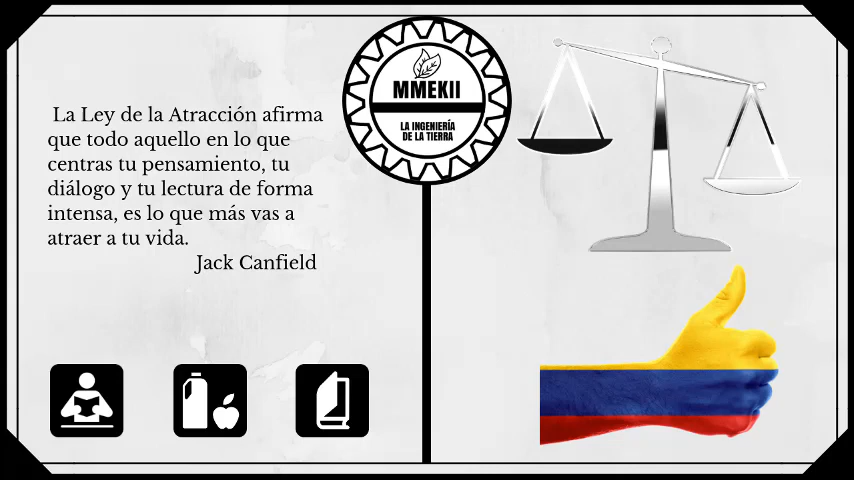 La Ley de la Atracción afirma
que todo aquello en lo que
centras tu pensamiento, tu
diálogo y tu lectura de forma
intensa, es lo que más vas a
atraer a tu vida.
Jack Canfield
MMEKII
LA INGENIERÍA
DE LA TIERRA